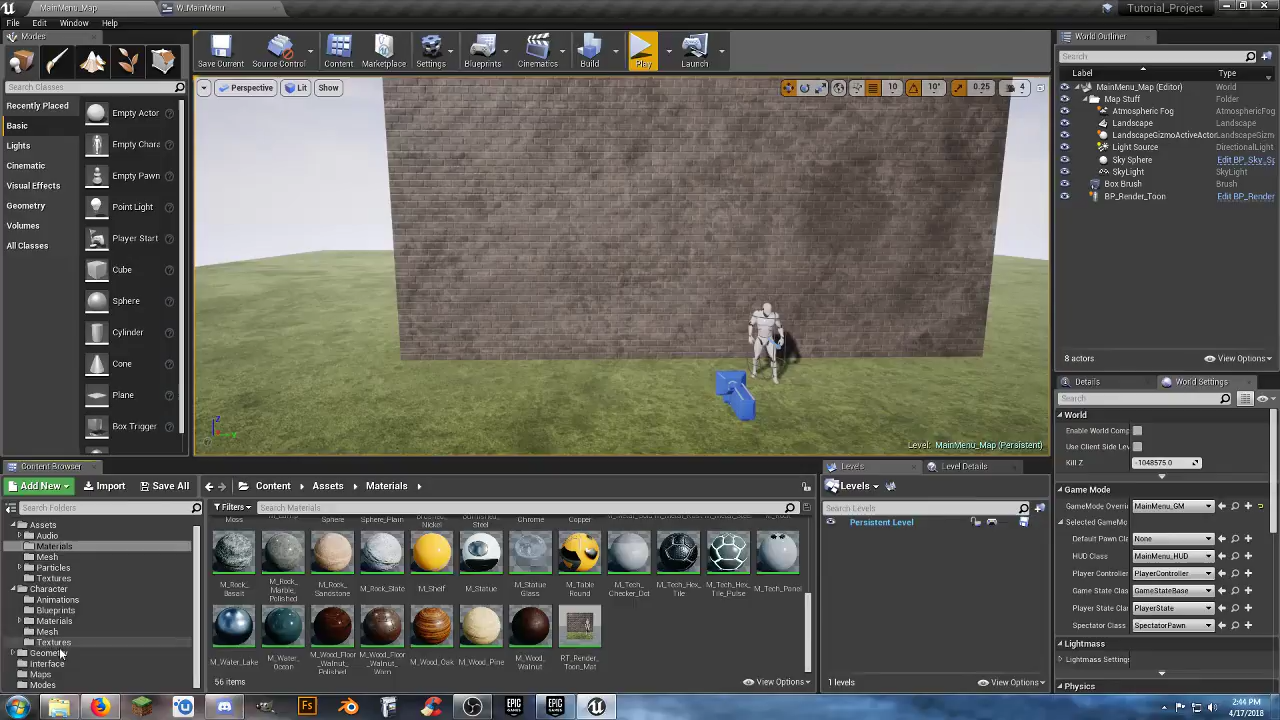 MainMenu_Map
W_MainMenu
Tutorial_Project
File Edit Window Help
Modes
Search Classes
Recently Placed
Basic
Lights
Cinematic
Visual Effects
Geometry
Volumes
All Classes
Empty Actor
Empty Chara
Empty Pawn
Point Light
Player Start
Cube
Sphere
Cylinder
Cone
Plane
Box Trigger
Save Current
Source Control
Content
Marketplace
Settings
Blueprints
Cinematics
Build
Play
Launch
Perspective
Lit
Show
10
10°
0.25
4
Level: MainMenu_Map (Persistent)
World Outliner
Search
Label Type
MainMenu_Map (Editor) World
Map Stuff Folder
Atmospheric Fog AtmosphericFog
Landscape Landscape
LandscapeGizmoActiveActor LandscapeGizmo
Light Source DirectionalLight
Sky Sphere Edit BP_Sky_Sp
SkyLight SkyLight
Box Brush Brush
BP_Render_Toon Edit BP_Render
8 actors
View Options
Details
World Settings
Search
World
Enable World Comp
Use Client Side Lev
Kill Z -1048575.0
Game Mode
GameMode Overri MainMenu_GM
Selected GameMo
Default Pawn Cla None
HUD Class MainMenu_HUD
Player Controller PlayerController
Game State Class GameStateBase
Player State Class PlayerState
Spectator Class SpectatorPawn
Lightmass
Lightmass Settings
Physics
Content Browser
Add New
Import
Save All
Content
Assets
Materials
Search Folders
Filters
Search Materials
Assets
Audio
Materials
Mesh
Particles
Textures
Character
Animations
Blueprints
Materials
Mesh
Textures
Geometry
Interface
Maps
Modes
M_Rock_Basalt
M_Rock_Marble_Polished
M_Rock_Sandstone
M_Rock_Slate
M_Shelf
M_Statue
M_Statue Glass
M_Table Round
M_Tech_Checker_Dot
M_Tech_Hex_Tile
M_Tech_Hex_Tile_Pulse
M_Tech_Panel
M_Water_Lake
M_Water_Ocean
M_Wood_Floor_Walnut_Polished
M_Wood_Floor_Walnut_Worn
M_Wood_Oak
M_Wood_Pine
M_Wood_Walnut
RT_Render_Toon_Mat
56 items
View Options
Levels
Level Details
Levels
Search Levels
Persistent Level
1 levels
View Options
2:44 PM
4/17/2018